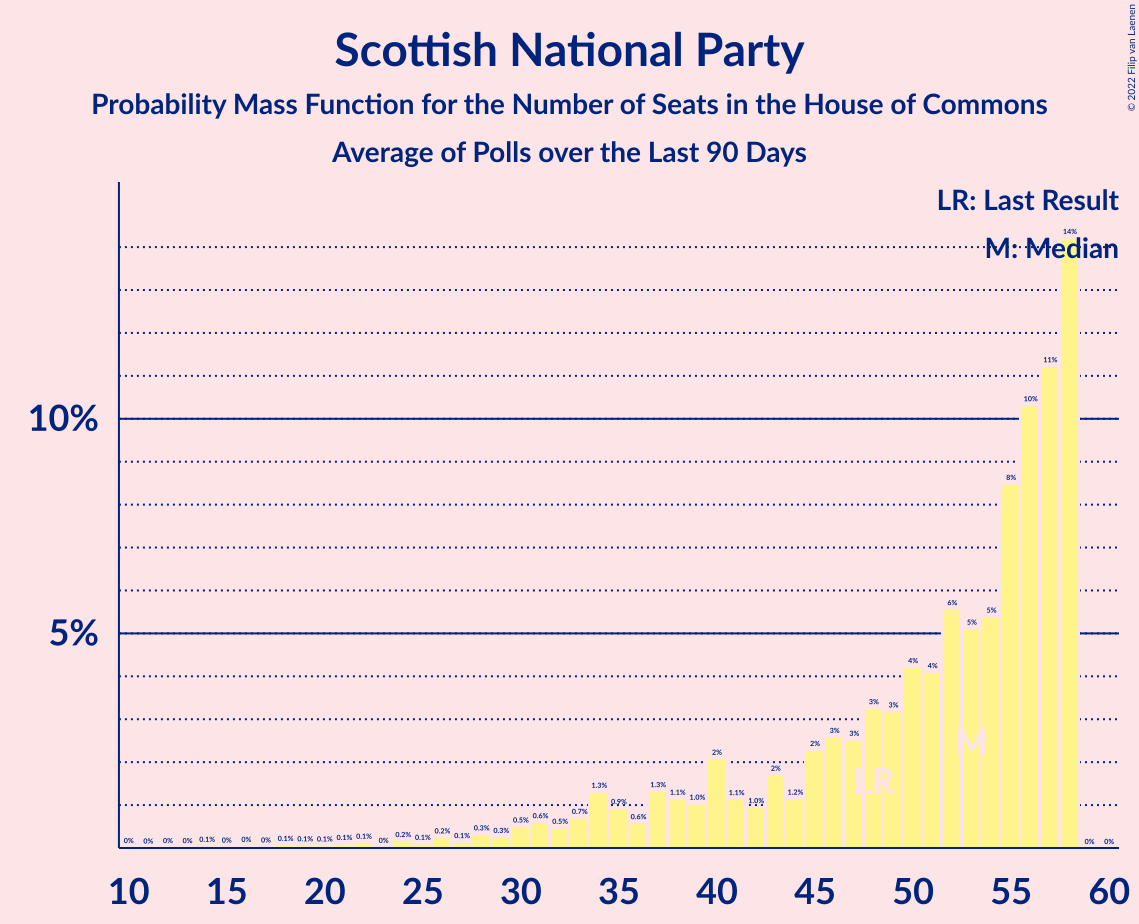 Scottish National Party
Probability Mass Function for the Number of Seats in the House of Commons
Average of Polls over the Last 90 Days
© 2022 Filip van Laenen
LR: Last Result
M: Median
10%
5%
0% 0% 0% 0% 0.1% 0% 0% 0% 0.1% 0.1% 0.1% 0.1% 0.1% 0% 0.2% 0.1% 0.2% 0.1% 0.3% 0.3% 0.5% 0.6% 0.5% 0.7% 1.3% 0.9% 0.6% 1.3% 1.1% 1.0% 2% 1.1% 1.0% 2% 1.2% 2% 3% 3% 3% 3% 4% 4% 6% 5% 5% 8% 10% 11% 14% 0% 0%
LR
M
10 15 20 25 30 35 40 45 50 55 60